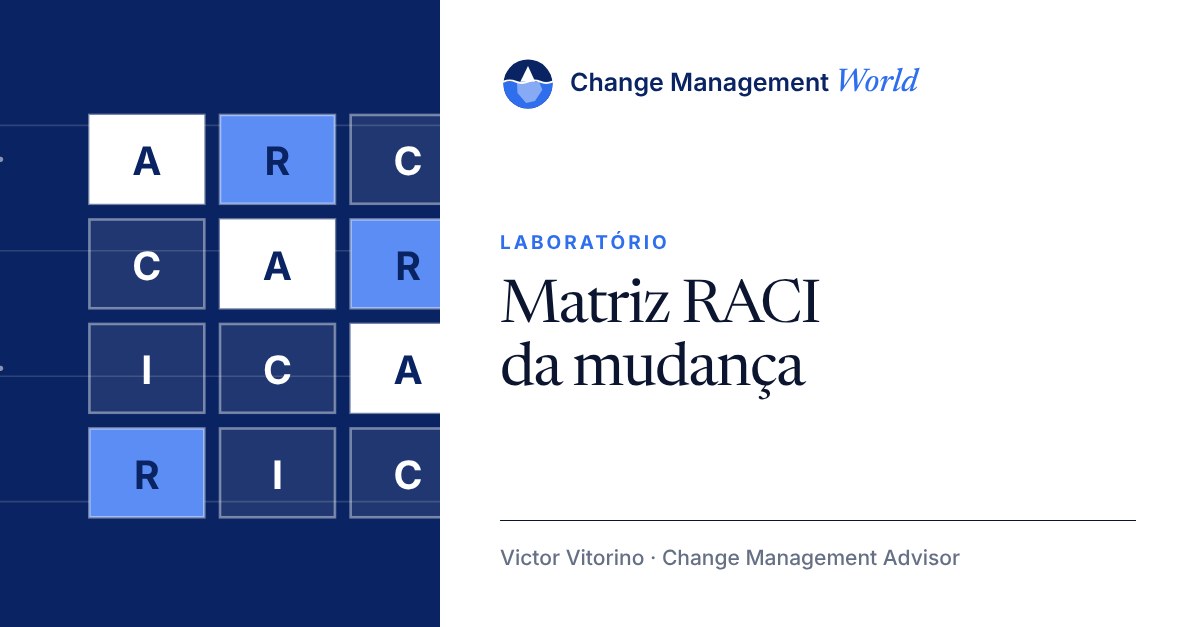 A R C
C A R
I C A
R I C
Change Management World
LABORATÓRIO
Matriz RACI
da mudança
Victor Vitorino · Change Management Advisor